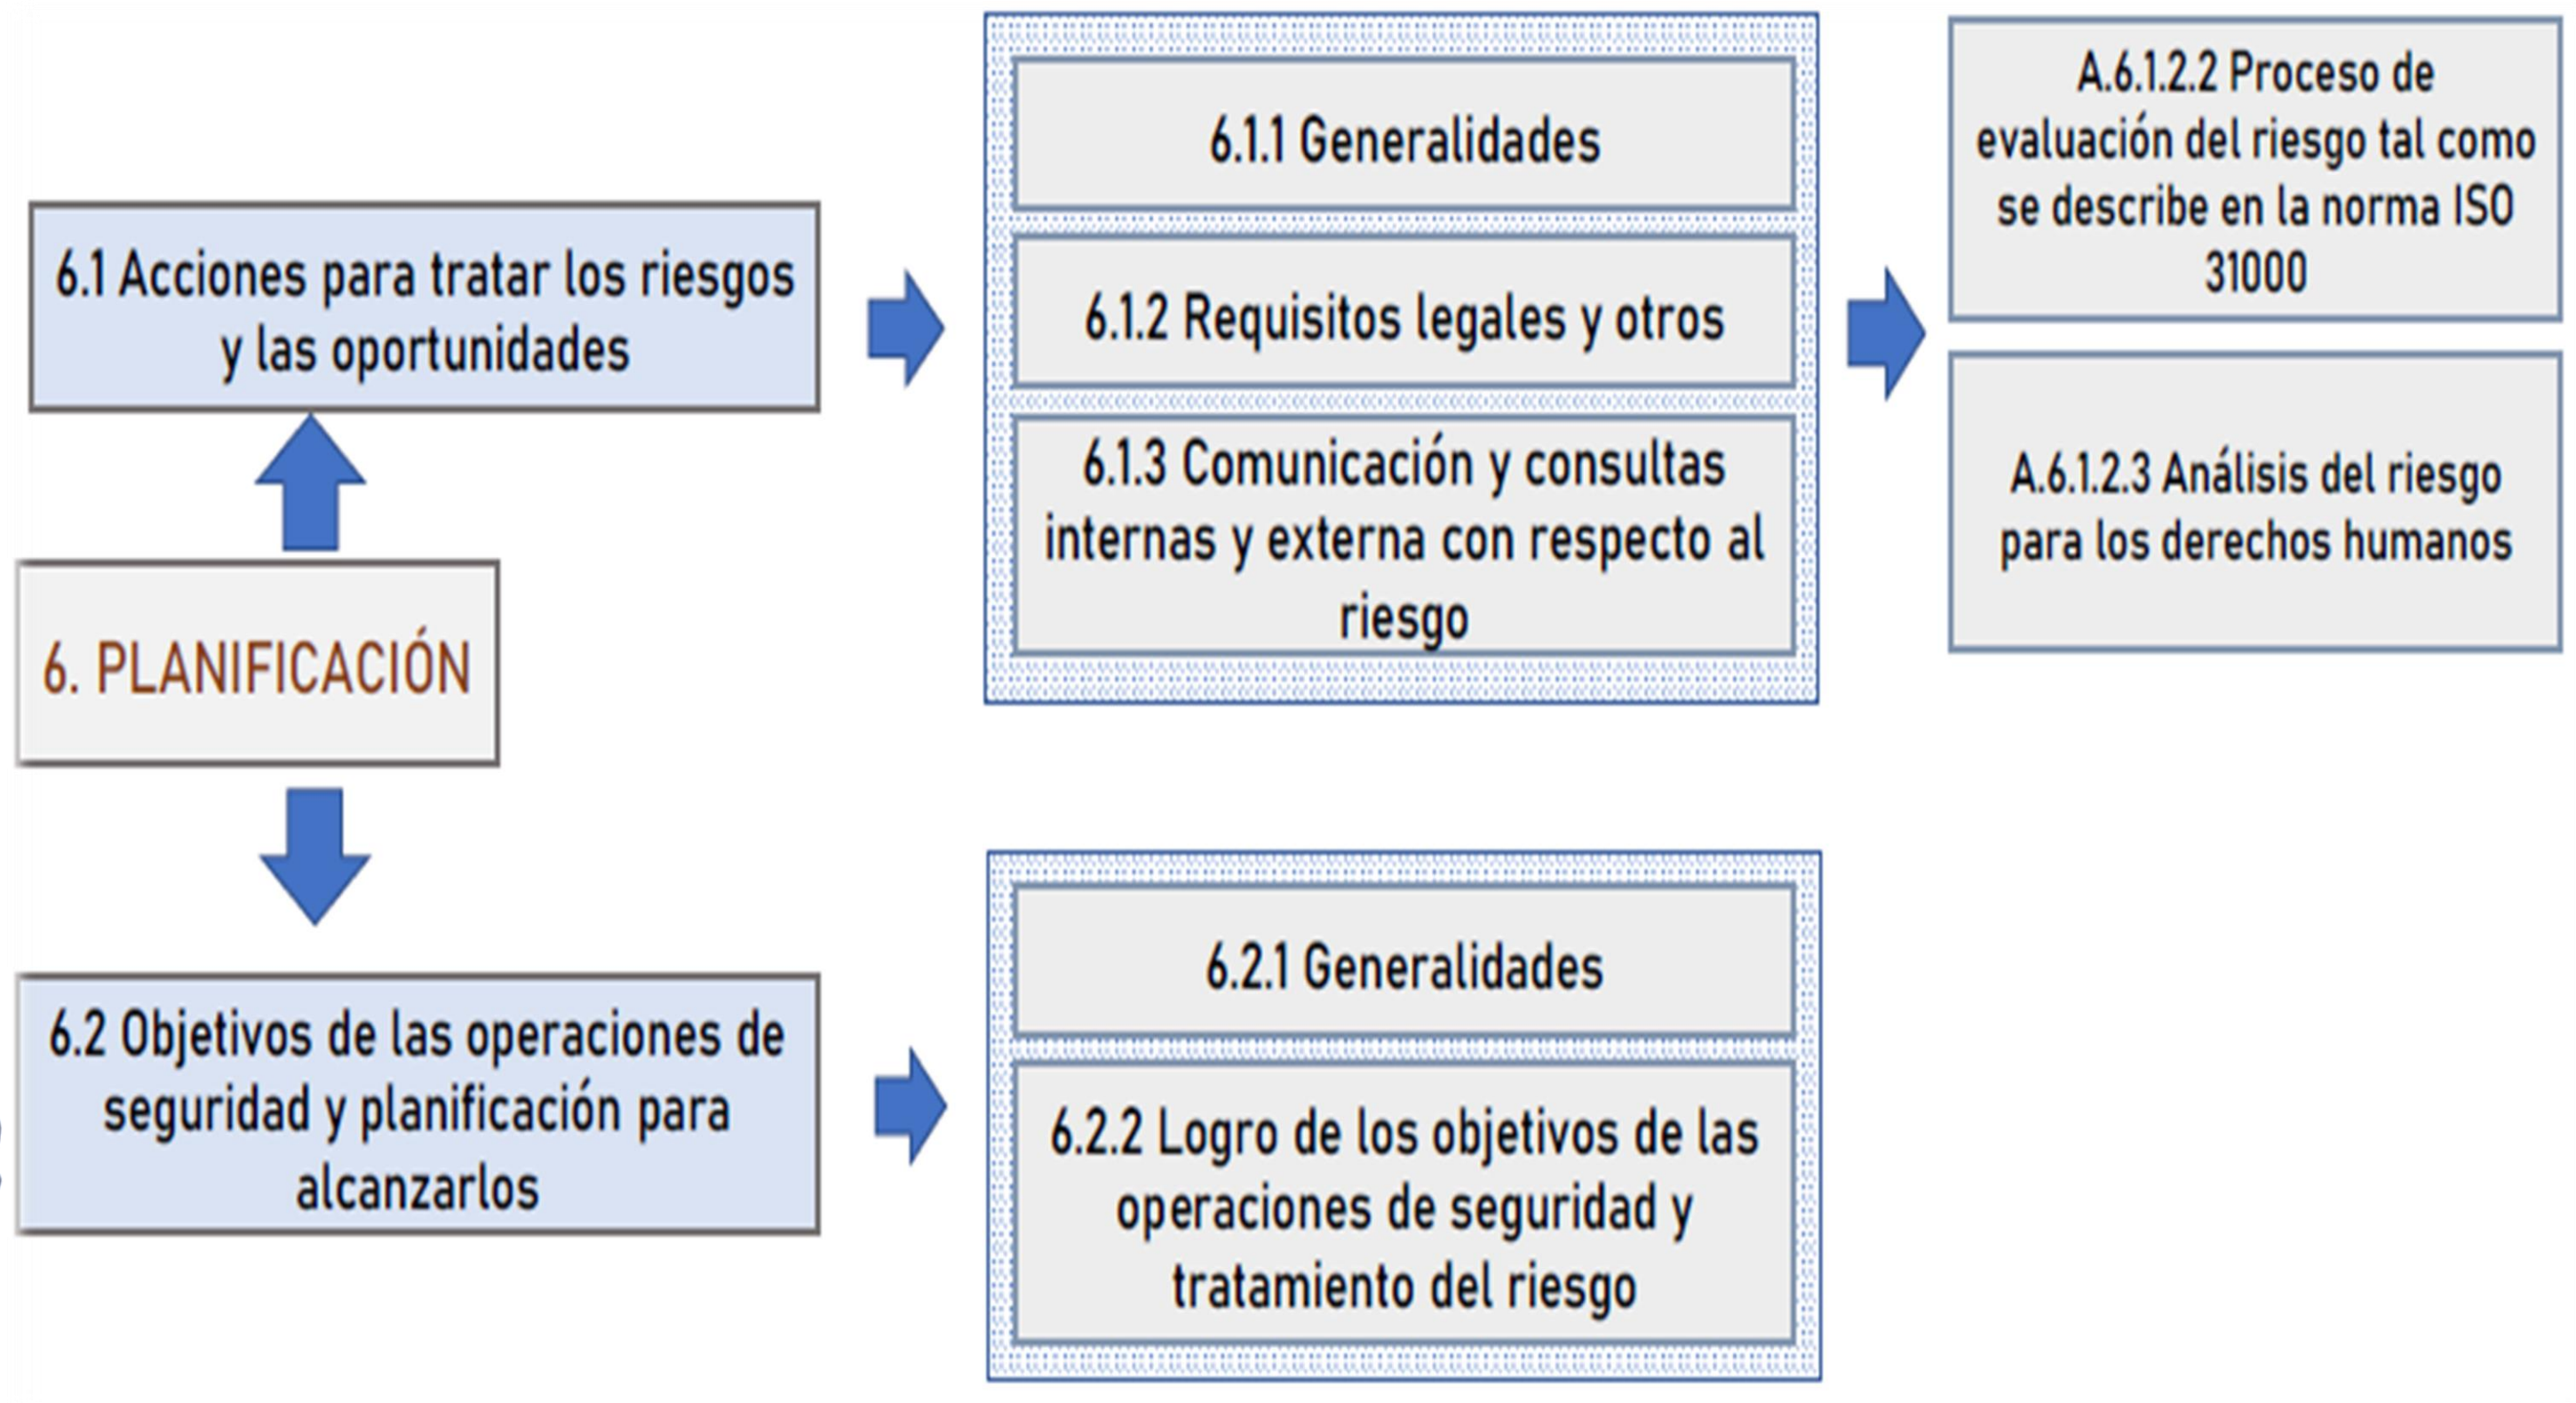 6.1 Acciones para tratar los riesgos
y las oportunidades
6. PLANIFICACIÓN
6.2 Objetivos de las operaciones de
seguridad y planificación para
alcanzarlos
6.1.1 Generalidades
6.1.2 Requisitos legales y otros
6.1.3 Comunicación y consultas
internas y externa con respecto al
riesgo
6.2.1 Generalidades
6.2.2 Logro de los objetivos de las
operaciones de seguridad y
tratamiento del riesgo
A.6.1.2.2 Proceso de
evaluación del riesgo tal como
se describe en la norma ISO
31000
A.6.1.2.3 Análisis del riesgo
para los derechos humanos